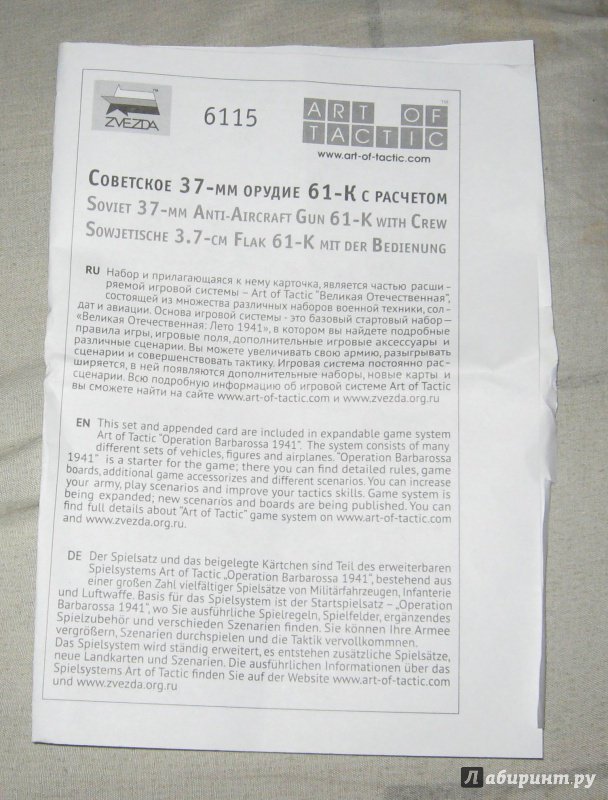 ZVEZDA
6115
ART OF
TACTIC
™
www.art-of-tactic.com
СОВЕТСКОЕ 37-ММ ОРУДИЕ 61-К С РАСЧЕТОМ
SOVIET 37-MM ANTI-AIRCRAFT GUN 61-K WITH CREW
SOWJETISCHE 3.7-CM FLAK 61-K MIT DER BEDIENUNG
RU Набор и прилагающаяся к нему карточка, является частью расши-
ряемой игровой системы – Art of Tactic "Великая Отечественная",
состоящей из множества различных наборов военной техники, сол-
дат и авиации. Основа игровой системы - это базовый стартовый набор—
«Великая Отечественная: Лето 1941», в котором вы найдете подробные
правила игры, игровые поля, дополнительные игровые аксессуары и
различные сценарии. Вы можете увеличивать свою армию, разыгрывать
сценарии и совершенствовать тактику. Игровая система постоянно рас-
ширяется, в ней появляются дополнительные наборы, новые карты и
сценарии. Всю подробную информацию об игровой системе Art of Tactic
вы сможете найти на сайте www.art-of-tactic.com и www.zvezda.org.ru
EN This set and appended card are included in expandable game system
Art of Tactic "Operation Barbarossa 1941". The system consists of many
different sets of vehicles, figures and airplanes. "Operation Barbarossa
1941" is a starter for the game; there you can find detailed rules, game
boards, additional game accessorizes and different scenarios. You can increase
your army, play scenarios and improve your tactics skills. Game system is
being expanded; new scenarios and boards are being published. You can
find full details about "Art of Tactic" game system on www.art-of-tactic.com
and www.zvezda.org.ru.
DE Der Spielsatz und das beigelegte Kärtchen sind Teil des erweiterbaren
Spielsystems Art of Tactic „Operation Barbarossa 1941", bestehend aus
einer großen Zahl vielfältiger Spielsätze von Militärfahrzeugen, Infanterie
und Luftwaffe. Basis für das Spielsystem ist der Startspielsatz – „Operation
Barbarossa 1941", wo Sie ausführliche Spielregeln, Spielfelder, ergänzendes
Spielzubehör und verschieden Szenarien finden. Sie können Ihre Armee
vergrößern, Szenarien durchspielen und die Taktik vervollkommnen.
Das Spielsystem wird ständig erweitert, es entstehen zusätzliche Spielsätze,
neue Landkarten und Szenarien. Die ausführlichen Informationen über das
Spielsystems Art of Tactic finden Sie auf der Website www.art-of-tactic.com
und www.zvezda.org.ru
Лабиринт.ру